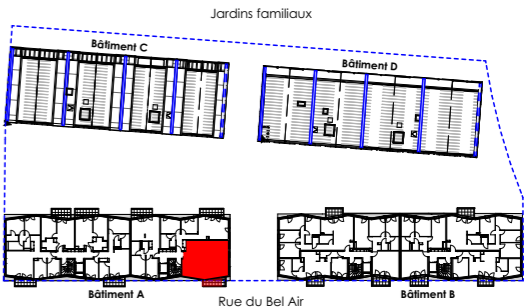 Jardins familiaux
Bâtiment C
Bâtiment D
Bâtiment A
Bâtiment B
Rue du Bel Air